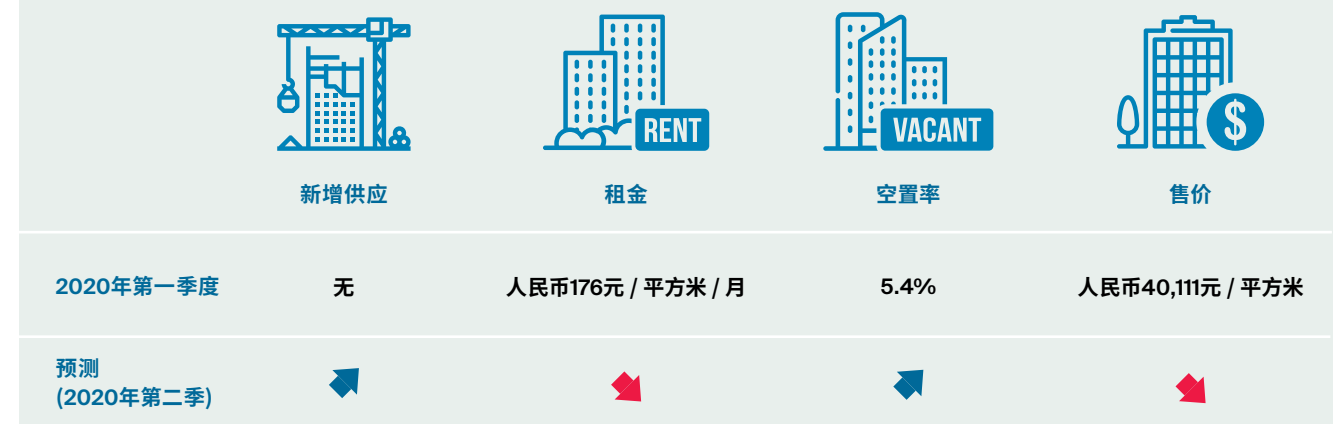 RENT
VACANT
$
新增供应
租金
空置率
售价
2020年第一季度
无
人民币176元 / 平方米 / 月
5.4%
人民币40,111元 / 平方米
预测
(2020年第二季)